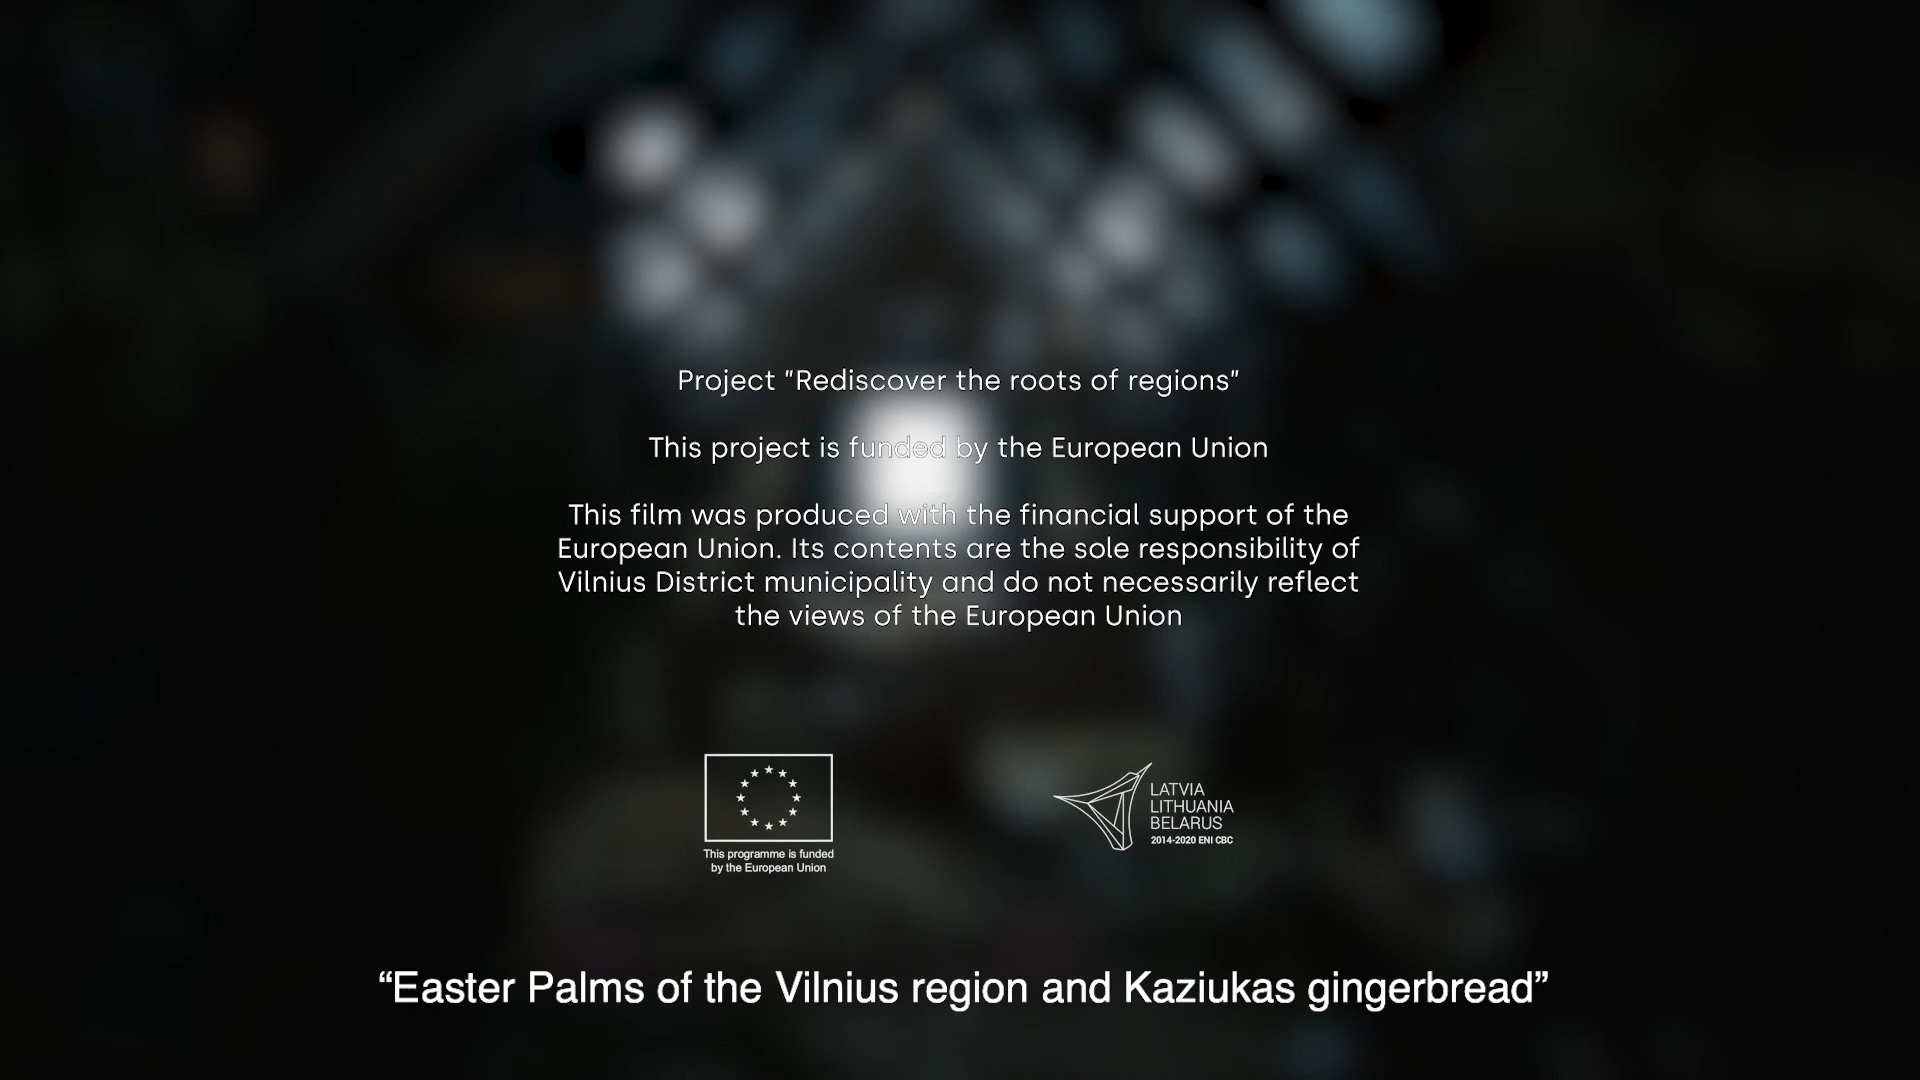 Project "Rediscover the roots of regions"
This project is funded by the European Union
This film was produced with the financial support of the
European Union. Its contents are the sole responsibility of
Vilnius District municipality and do not necessarily reflect
the views of the European Union
This programme is funded
by the European Union
LATVIA
LITHUANIA
BELARUS
2014-2020 ENI CBC
“Easter Palms of the Vilnius region and Kaziukas gingerbread”